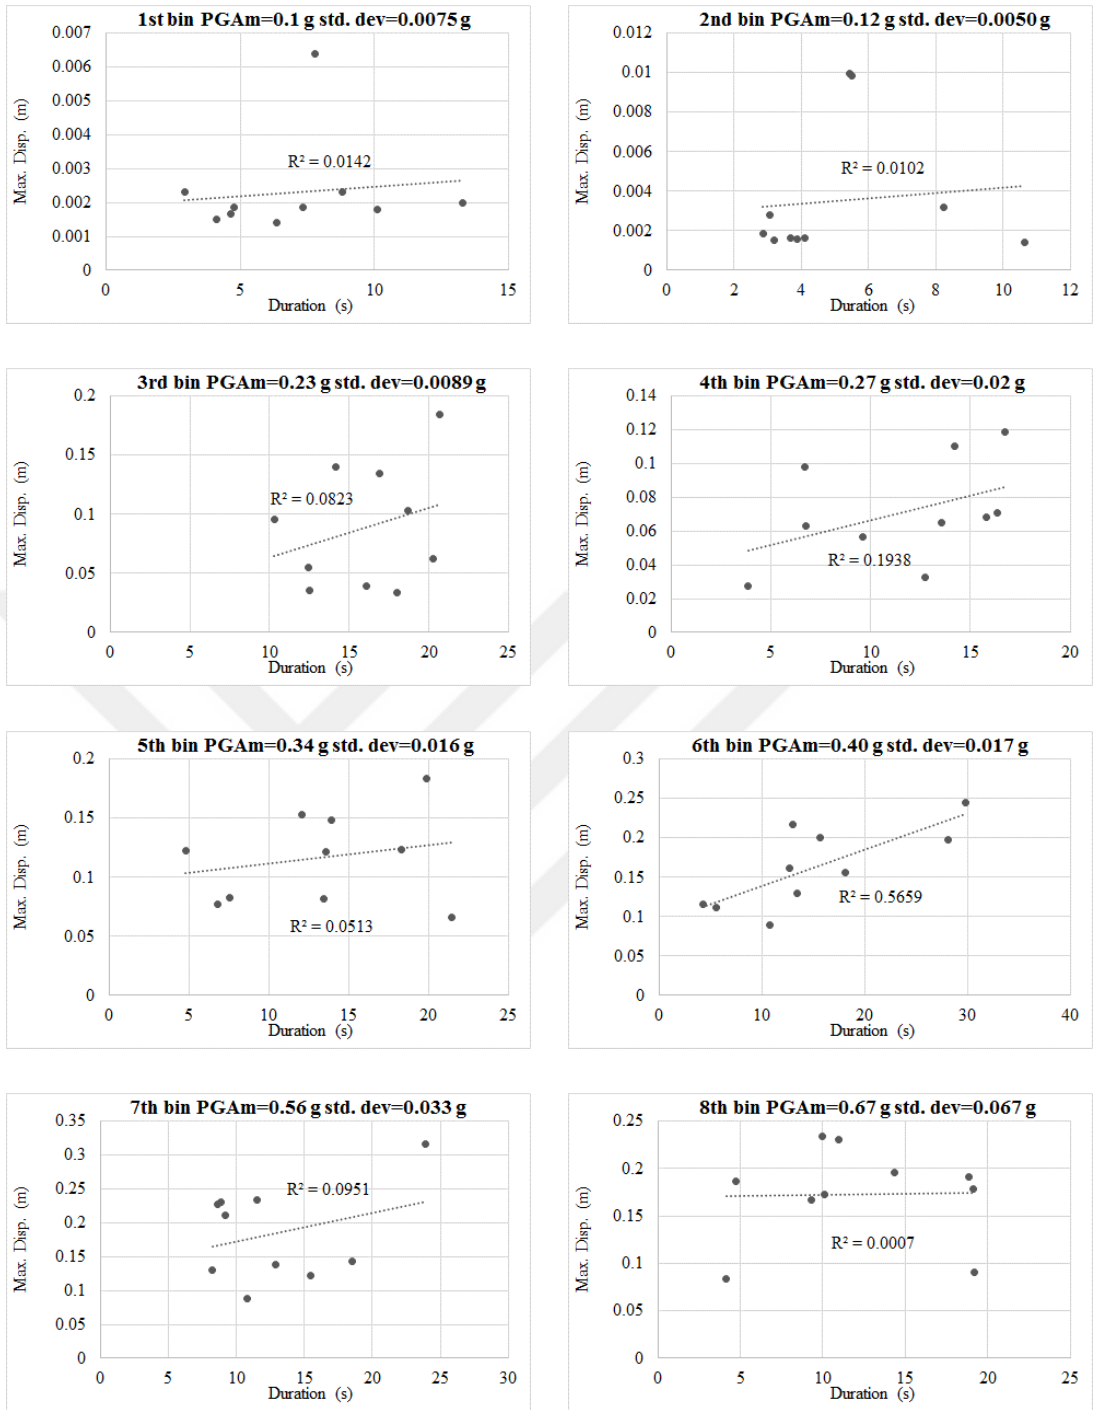 1st bin PGAm=0.1 g std. dev=0.0075g
0.007
0.006
0.005
0.004
0.003
0.002
0.001
0
Max. Disp. (m)
R² = 0.0142
0 5 10 15
Duration (s)
2nd bin PGAm=0.12 g std. dev=0.0050 g
0.012
0.01
0.008
0.006
0.004
0.002
0
Max. Disp. (m)
R² = 0.0102
0 2 4 6 8 10 12
Duration (s)
3rd bin PGAm=0.23 g std. dev=0.0089 g
0.2
0.15
0.1
0.05
0
Max. Disp. (m)
R² = 0.0823
0 5 10 15 20 25
Duration (s)
4th bin PGAm=0.27 g std. dev=0.02 g
0.14
0.12
0.1
0.08
0.06
0.04
0.02
0
Max. Disp. (m)
R² = 0.1938
0 5 10 15 20
Duration (s)
5th bin PGAm=0.34 g std. dev=0.016 g
0.2
0.15
0.1
0.05
0
Max. Disp. (m)
R² = 0.0513
0 5 10 15 20 25
Duration (s)
6th bin PGAm=0.40 g std. dev=0.017 g
0.3
0.25
0.2
0.15
0.1
0.05
0
Max. Disp. (m)
R² = 0.5659
0 10 20 30 40
Duration (s)
7th bin PGAm=0.56 g std. dev=0.033 g
0.35
0.3
0.25
0.2
0.15
0.1
0.05
0
Max. Disp. (m)
R² = 0.0951
0 5 10 15 20 25 30
Duration (s)
8th bin PGAm=0.67 g std. dev=0.067 g
0.25
0.2
0.15
0.1
0.05
0
Max. Disp. (m)
R² = 0.0007
0 5 10 15 20 25
Duration (s)